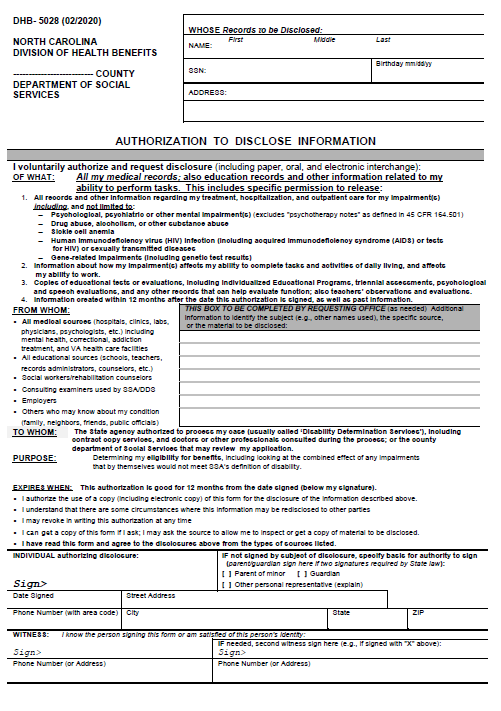 DHB- 5028 (02/2020)
NORTH CAROLINA
DIVISION OF HEALTH BENEFITS
------------------------- COUNTY
DEPARTMENT OF SOCIAL
SERVICES
WHOSE Records to be Disclosed:
First Middle Last
NAME:
SSN:
Birthday mm/dd/yy
ADDRESS:
AUTHORIZATION TO DISCLOSE INFORMATION
I voluntarily authorize and request disclosure (including paper, oral, and electronic interchange):
OF WHAT: All my medical records; also education records and other information related to my
ability to perform tasks. This includes specific permission to release:
1. All records and other information regarding my treatment, hospitalization, and outpatient care for my impairment(s)
including, and not limited to:
– Psychological, psychiatric or other mental impairment(s) (excludes "psychotherapy notes" as defined in 45 CFR 164.501)
– Drug abuse, alcoholism, or other substance abuse
– Sickle cell anemia
– Human immunodeficiency virus (HIV) infection (including acquired immunodeficiency syndrome (AIDS) or tests
for HIV) or sexually transmitted diseases
– Gene-related impairments (including genetic test results)
2. Information about how my impairment(s) affects my ability to complete tasks and activities of daily living, and affects
my ability to work.
3. Copies of educational tests or evaluations, including Individualized Educational Programs, triennial assessments, psychological
and speech evaluations, and any other records that can help evaluate function; also teachers' observations and evaluations.
4. Information created within 12 months after the date this authorization is signed, as well as past information.
FROM WHOM:
• All medical sources (hospitals, clinics, labs,
physicians, psychologists, etc.) including
mental health, correctional, addiction
treatment, and VA health care facilities
• All educational sources (schools, teachers,
records administrators, counselors, etc.)
• Social workers/rehabilitation counselors
• Consulting examiners used by SSA/DDS
• Employers
• Others who may know about my condition
(family, neighbors, friends, public officials)
THIS BOX TO BE COMPLETED BY REQUESTING OFFICE (as needed) Additional
information to identify the subject (e.g., other names used), the specific source,
or the material to be disclosed:
TO WHOM: The State agency authorized to process my case (usually called 'Disability Determination Services'), including
contract copy services, and doctors or other professionals consulted during the process; or the county
department of Social Services that may review my application.
PURPOSE: Determining my eligibility for benefits, including looking at the combined effect of any impairments
that by themselves would not meet SSA's definition of disability.
EXPIRES WHEN: This authorization is good for 12 months from the date signed (below my signature).
• I authorize the use of a copy (including electronic copy) of this form for the disclosure of the information described above.
• I understand that there are some circumstances where this information may be redisclosed to other parties
• I may revoke in writing this authorization at any time
• I can get a copy of this form if I ask; I may ask the source to allow me to inspect or get a copy of material to be disclosed.
• I have read this form and agree to the disclosures above from the types of sources listed.
INDIVIDUAL authorizing disclosure:
Sign>
IF not signed by subject of disclosure, specify basis for authority to sign
(parent/guardian sign here if two signatures required by State law):
[ ] Parent of minor [ ] Guardian
[ ] Other personal representative (explain)
Date Signed Street Address
Phone Number (with area code) City State ZIP
WITNESS: I know the person signing this form or am satisfied of this person's identity:
Sign>
IF needed, second witness sign here (e.g., if signed with "X" above):
Sign>
Phone Number (or Address) Phone Number (or Address)